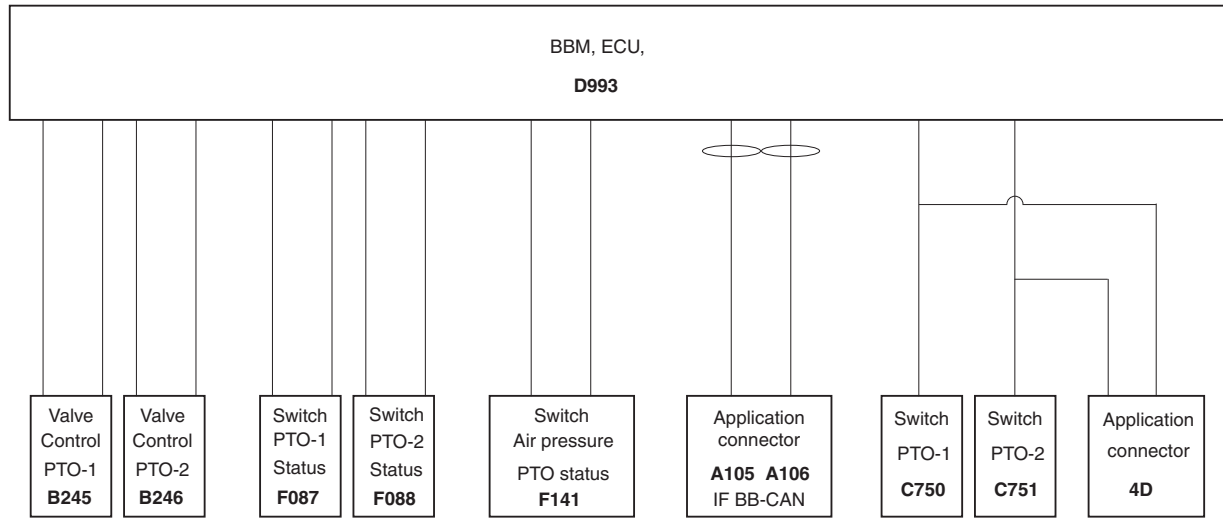 BBM, ECU,
D993
Valve
Control
PTO-1
B245
Valve
Control
PTO-2
B246
Switch
PTO-1
Status
F087
Switch
PTO-2
Status
F088
Switch
Air pressure
PTO status
F141
Application
connector
A105 A106
IF BB-CAN
Switch
PTO-1
C750
Switch
PTO-2
C751
Application
connector
4D